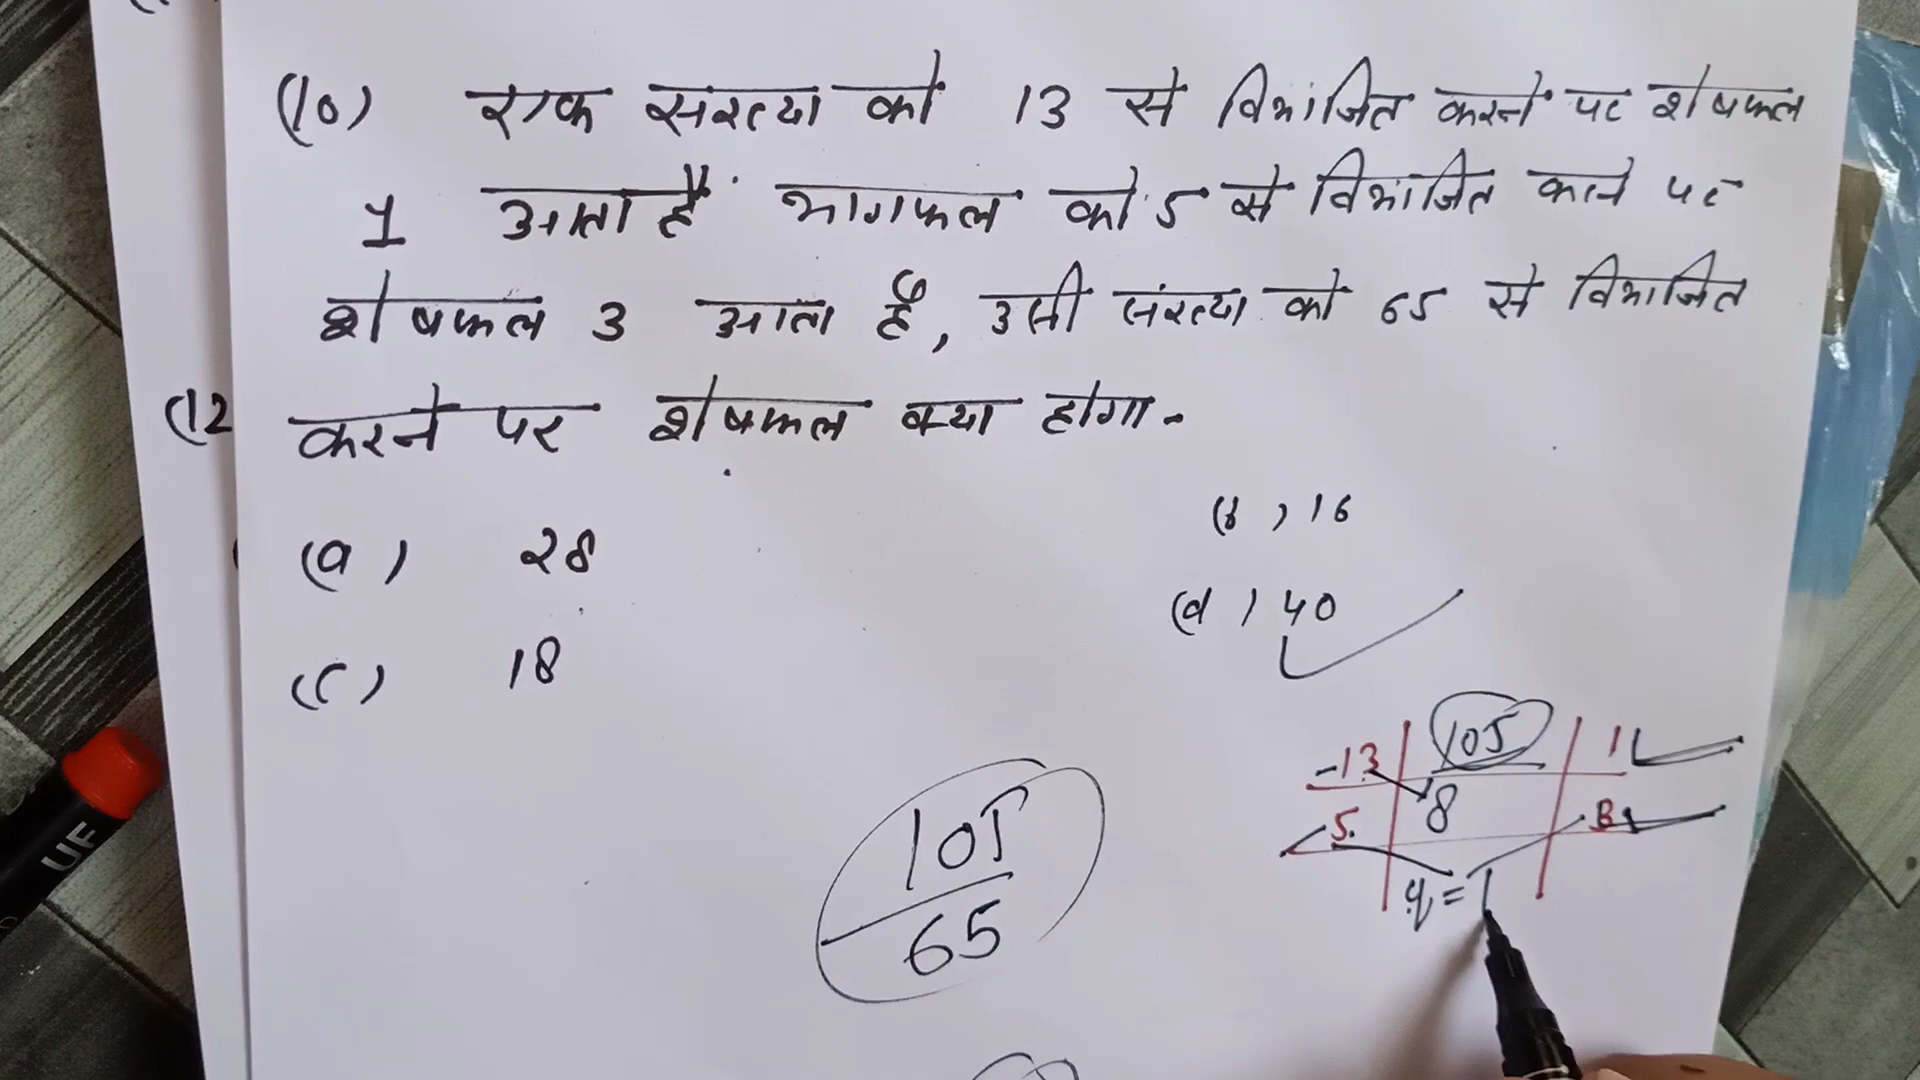 (10) एक संख्या को 13 से विभाजित करने पर शेषफल
1 आता है भागफल को 5 से विभाजित करने पर
शेषफल 3 आता है, उसी संख्या को 65 से विभाजित
(12
करने पर शेषफल क्या होगा-
(a) 28
(b) 16
(c) 18
(d) 40
13 105 1
5 8 3
q = 1
105
65
UF